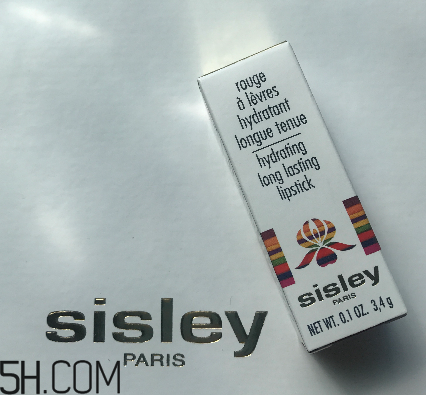 rouge
à lèvres
hydratant
longue tenue
hydrating
long lasting
lipstick
sisley
PARIS
NET WT. 0.1 OZ. 3,4 g
sisley
PARIS
5H.COM